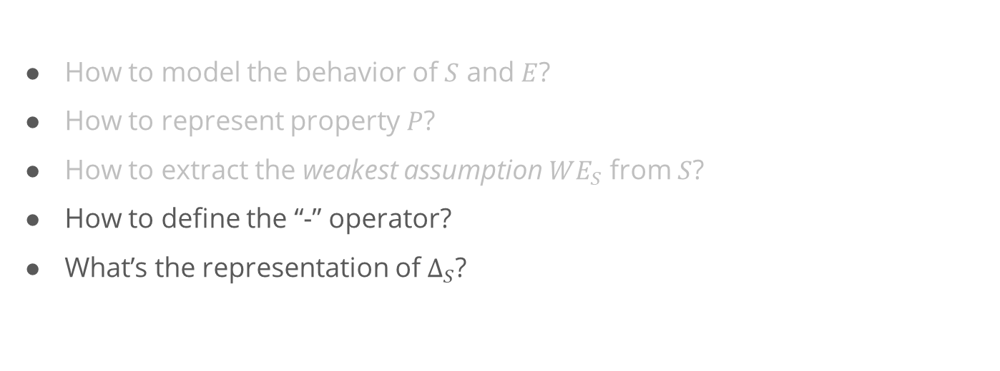 ● How to model the behavior of S and E?
● How to represent property P?
● How to extract the weakest assumption WE_S from S?
● How to define the “-” operator?
● What’s the representation of Δ_S?